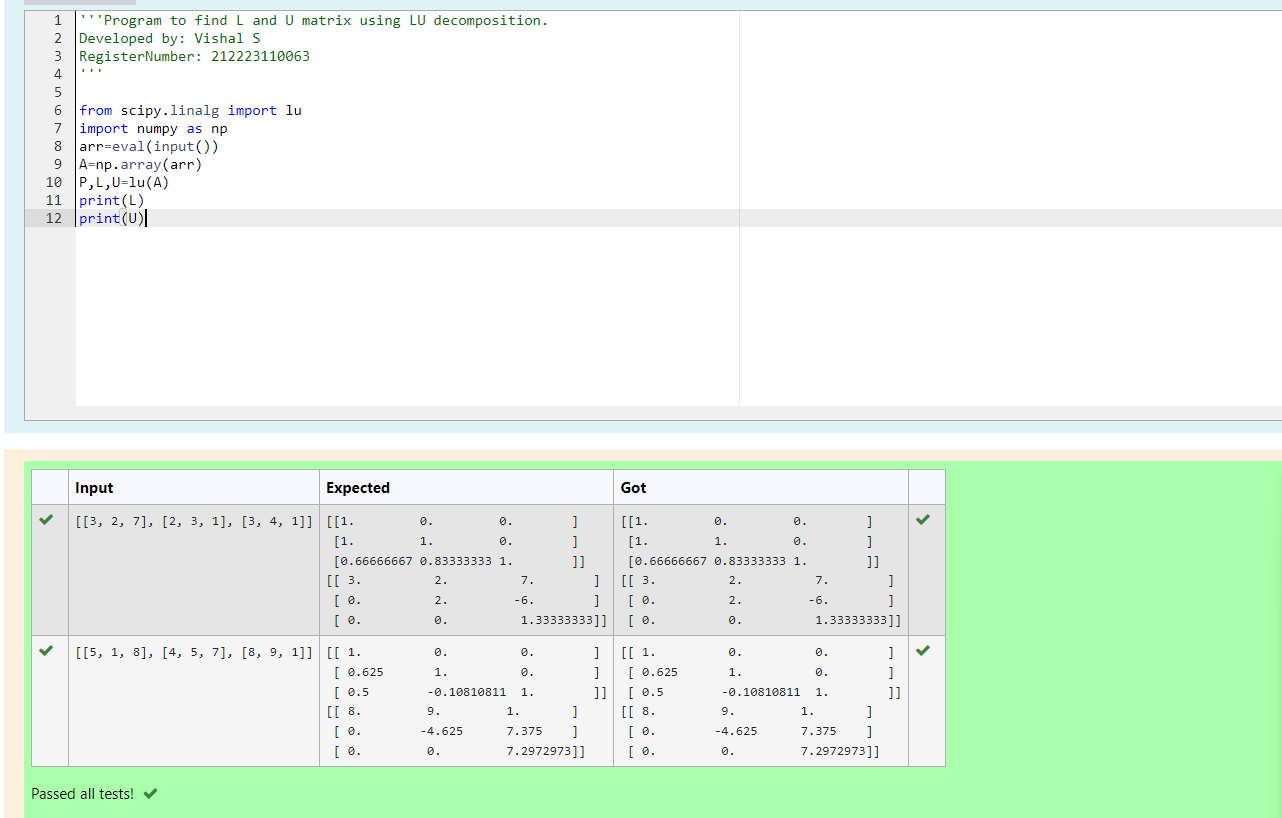 1 '''Program to find L and U matrix using LU decomposition.
2 Developed by: Vishal S
3 RegisterNumber: 212223110063
4 '''
5
6 from scipy.linalg import lu
7 import numpy as np
8 arr=eval(input())
9 A=np.array(arr)
10 P,L,U=lu(A)
11 print(L)
12 print(U)
Input Expected Got
[[3, 2, 7], [2, 3, 1], [3, 4, 1]] [[1. 0. 0. ] [[1. 0. 0. ]
[1. 1. 0. ] [1. 1. 0. ]
[0.66666667 0.83333333 1. ]] [0.66666667 0.83333333 1. ]]
[[ 3. 2. 7. ] [[ 3. 2. 7. ]
[ 0. 2. -6. ] [ 0. 2. -6. ]
[ 0. 0. 1.33333333]] [ 0. 0. 1.33333333]]
[[5, 1, 8], [4, 5, 7], [8, 9, 1]] [[ 1. 0. 0. ] [[ 1. 0. 0. ]
[ 0.625 1. 0. ] [ 0.625 1. 0. ]
[ 0.5 -0.10810811 1. ]] [ 0.5 -0.10810811 1. ]]
[[ 8. 9. 1. ] [[ 8. 9. 1. ]
[ 0. -4.625 7.375 ] [ 0. -4.625 7.375 ]
[ 0. 0. 7.2972973]] [ 0. 0. 7.2972973]]
Passed all tests!